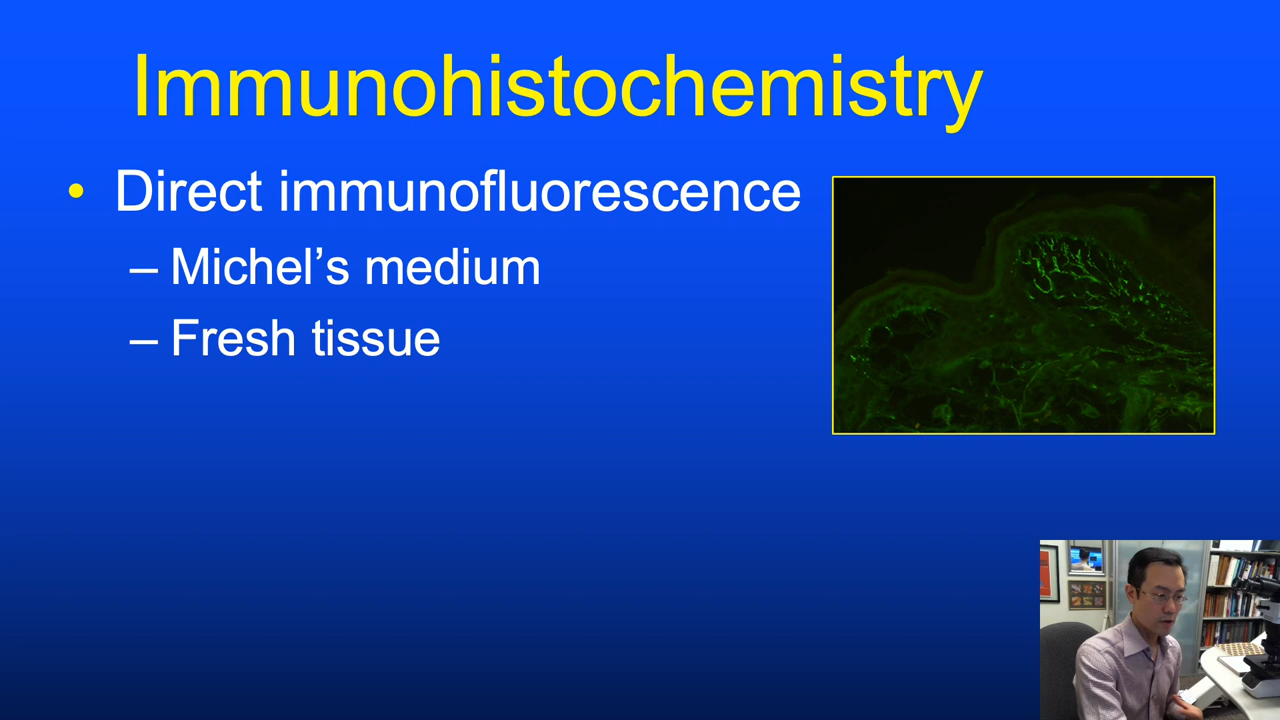 Immunohistochemistry
• Direct immunofluorescence
– Michel’s medium
– Fresh tissue